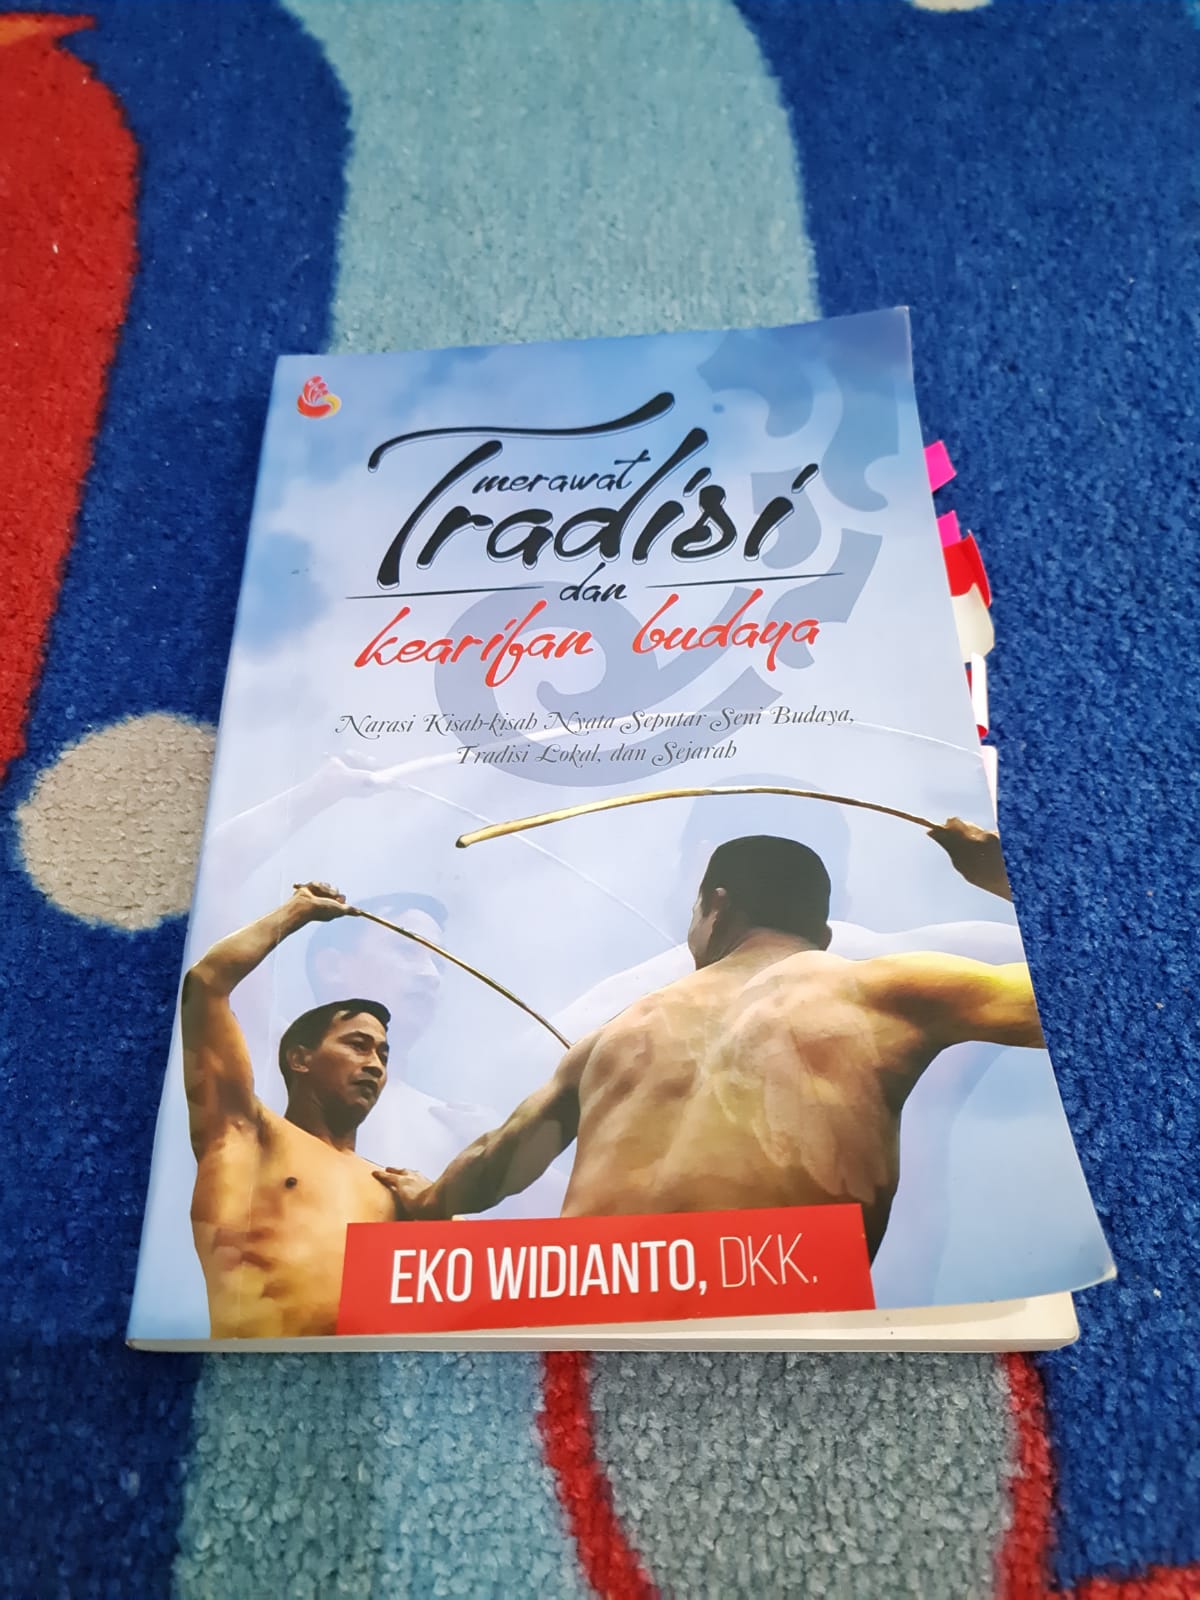 merawat
Tradisi
dan
kearifan budaya
Narasi Kisah-kisah Nyata Seputar Seni Budaya,
Tradisi Lokal, dan Sejarah
EKO WIDIANTO, DKK.